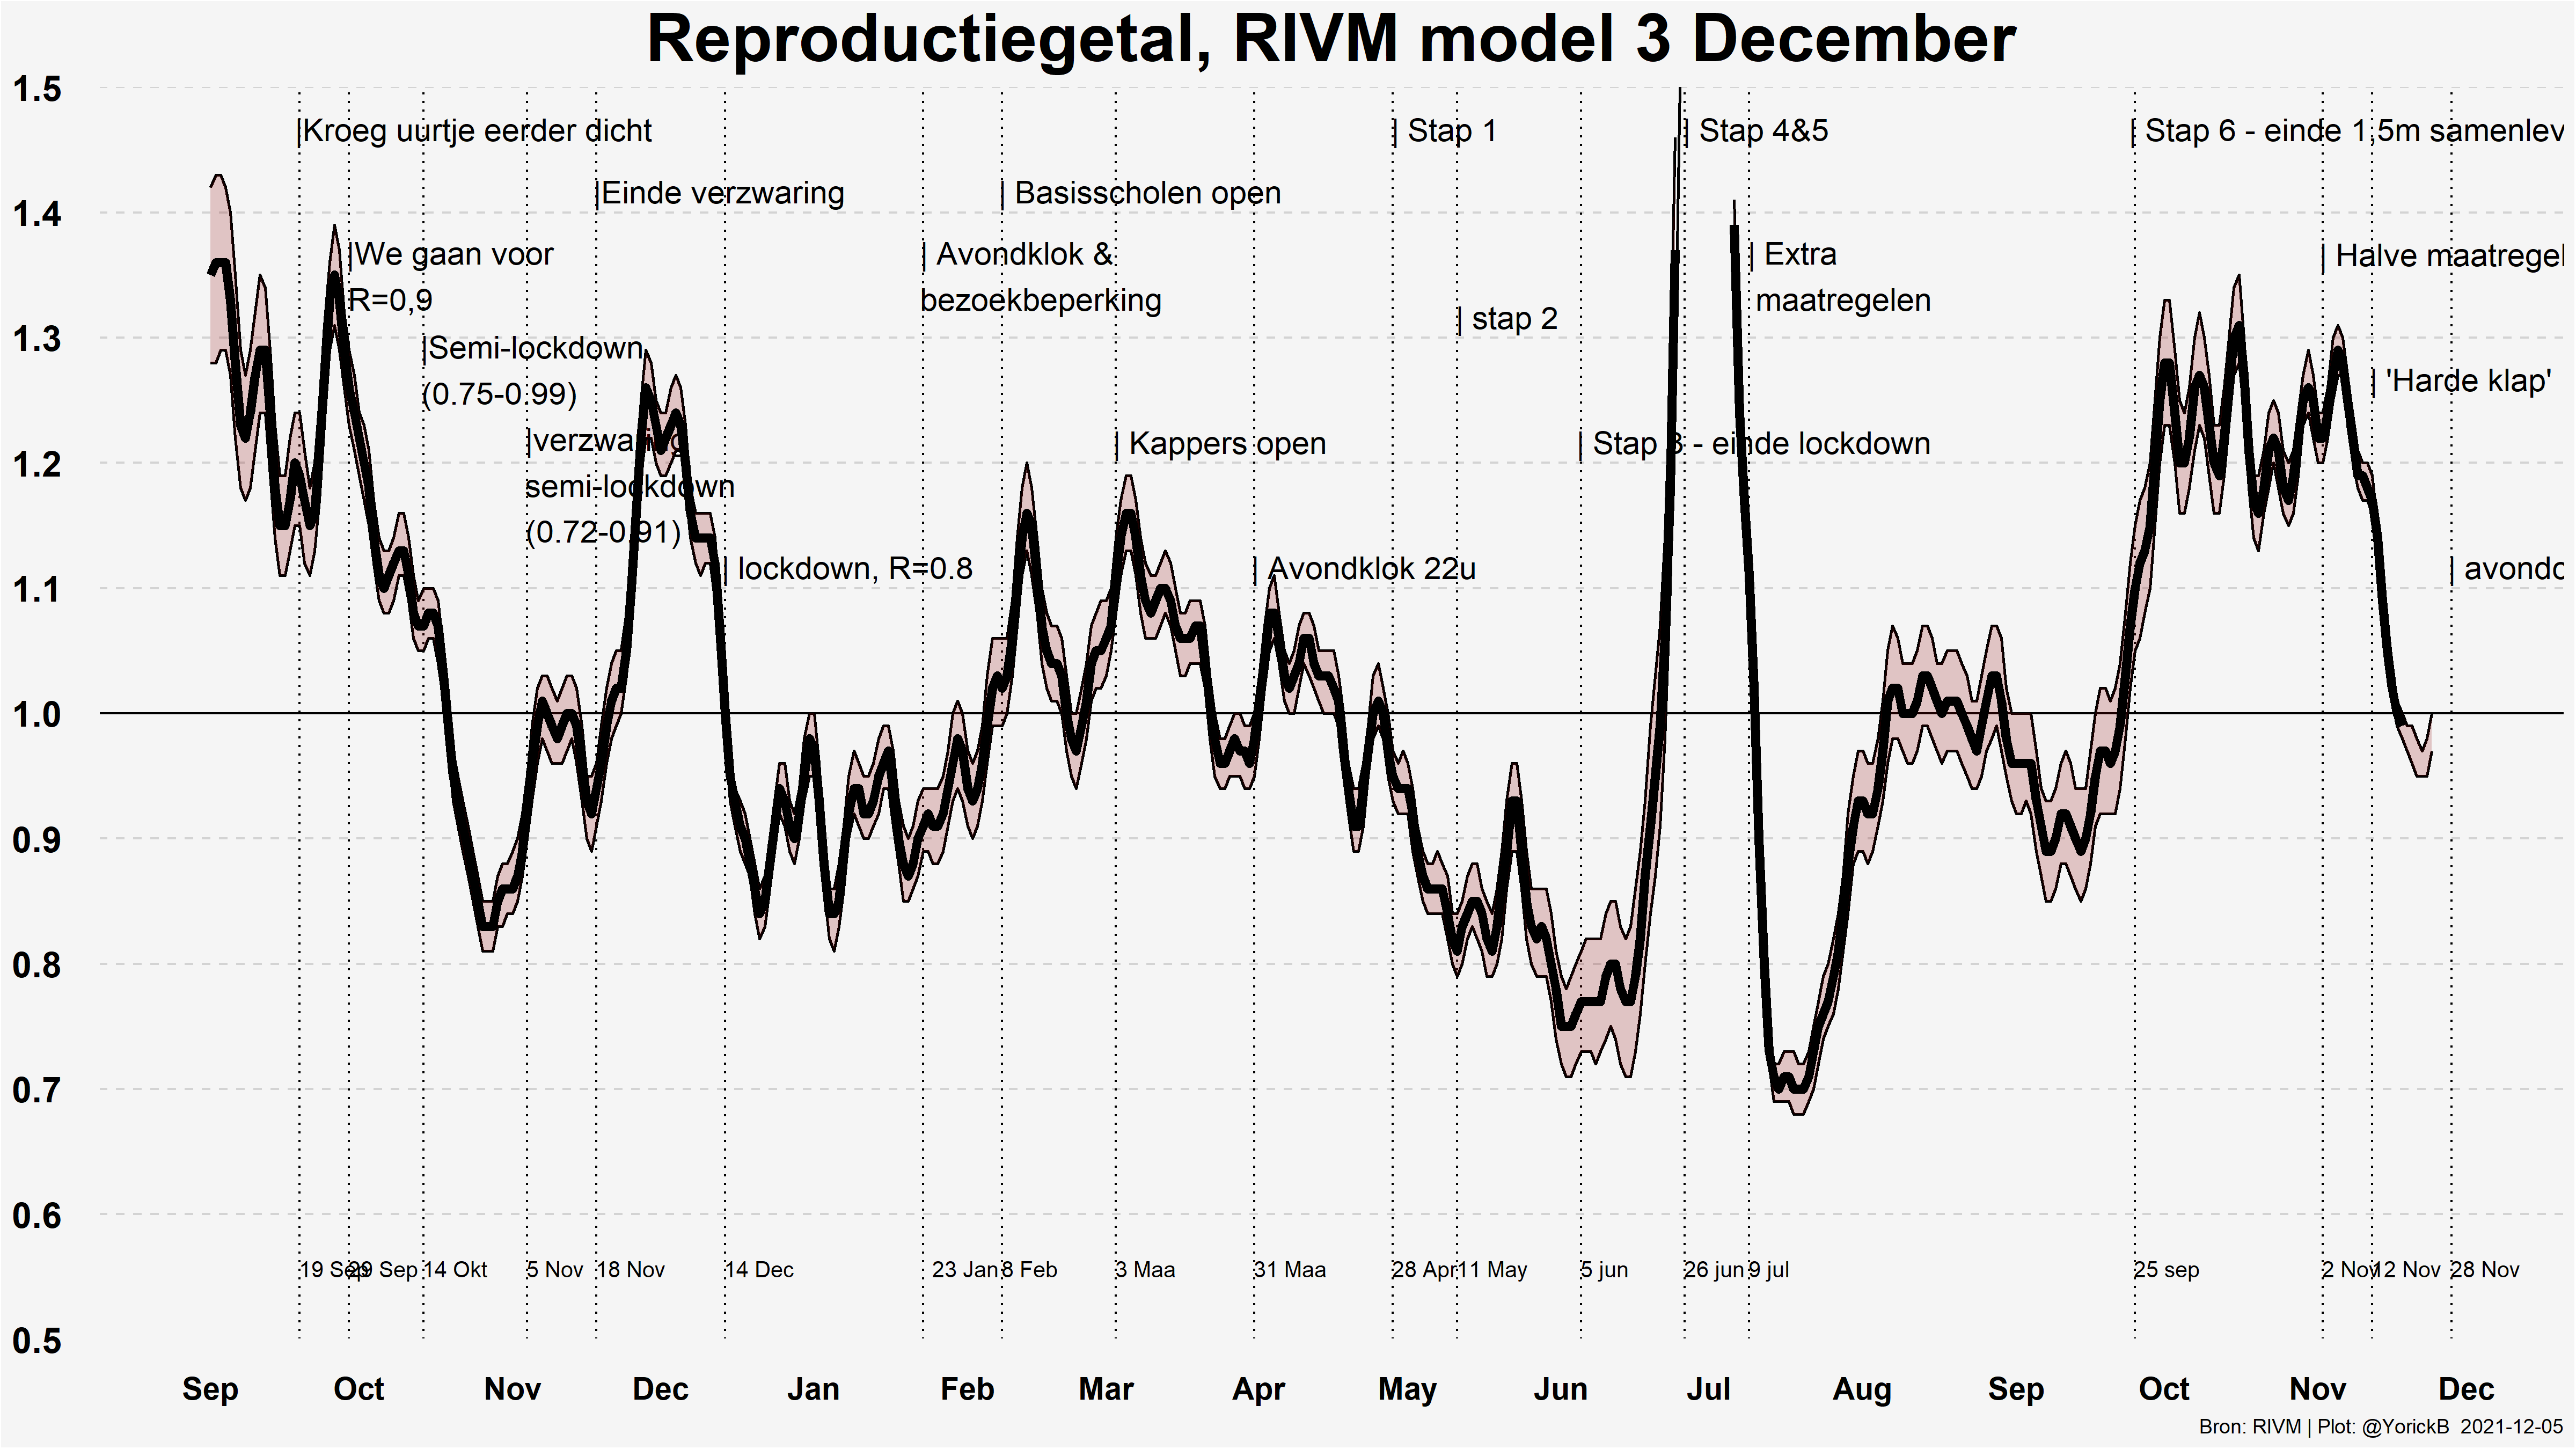 Reproductiegetal, RIVM model 3 December
1.5
1.4
1.3
1.2
1.1
1.0
0.9
0.8
0.7
0.6
0.5
|Kroeg uurtje eerder dicht
| Stap 1
| Stap 4&5
| Stap 6 - einde 1,5m samenlev
|Einde verzwaring
| Basisscholen open
|We gaan voor
R=0,9
| Avondklok &
bezoekbeperking
| Extra
maatregelen
| Halve maatregel
| stap 2
|Semi-lockdown
(0.75-0.99)
| 'Harde klap'
|verzwaring
semi-lockdown
(0.72-0.91)
| Kappers open
| Stap 3 - einde lockdown
| lockdown, R=0.8
| Avondklok 22u
| avondo
19 Sep
29 Sep
14 Okt
5 Nov
18 Nov
14 Dec
23 Jan
8 Feb
3 Maa
31 Maa
28 Apr
11 May
5 jun
26 jun
9 jul
25 sep
2 Nov
12 Nov
28 Nov
Sep Oct Nov Dec Jan Feb Mar Apr May Jun Jul Aug Sep Oct Nov Dec
Bron: RIVM | Plot: @YorickB 2021-12-05